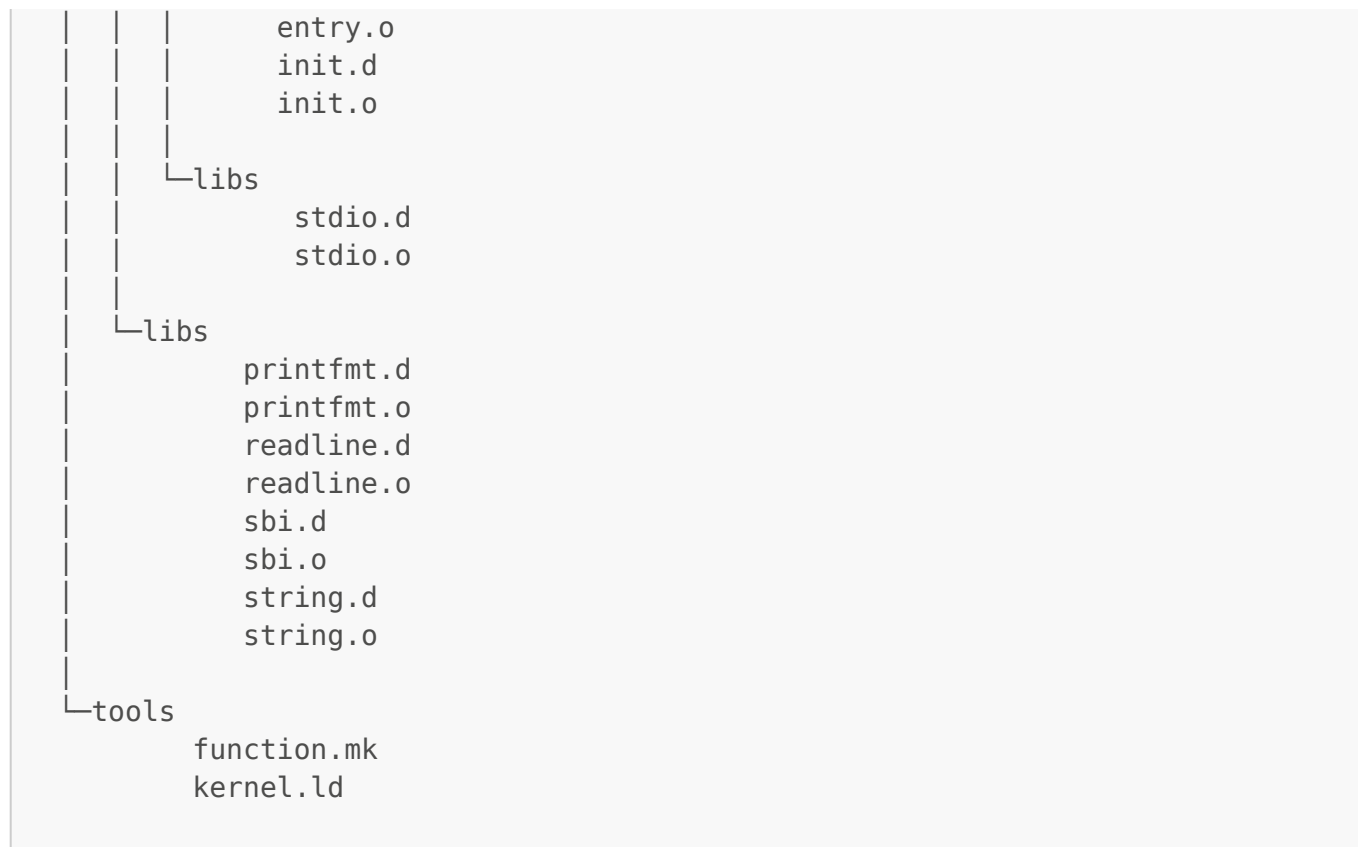 │   │   │      entry.o
│   │   │      init.d
│   │   │      init.o
│   │   │
│   │   └─libs
│   │           stdio.d
│   │           stdio.o
│   │
│   └─libs
│           printfmt.d
│           printfmt.o
│           readline.d
│           readline.o
│           sbi.d
│           sbi.o
│           string.d
│           string.o
│
└─tools
        function.mk
        kernel.ld